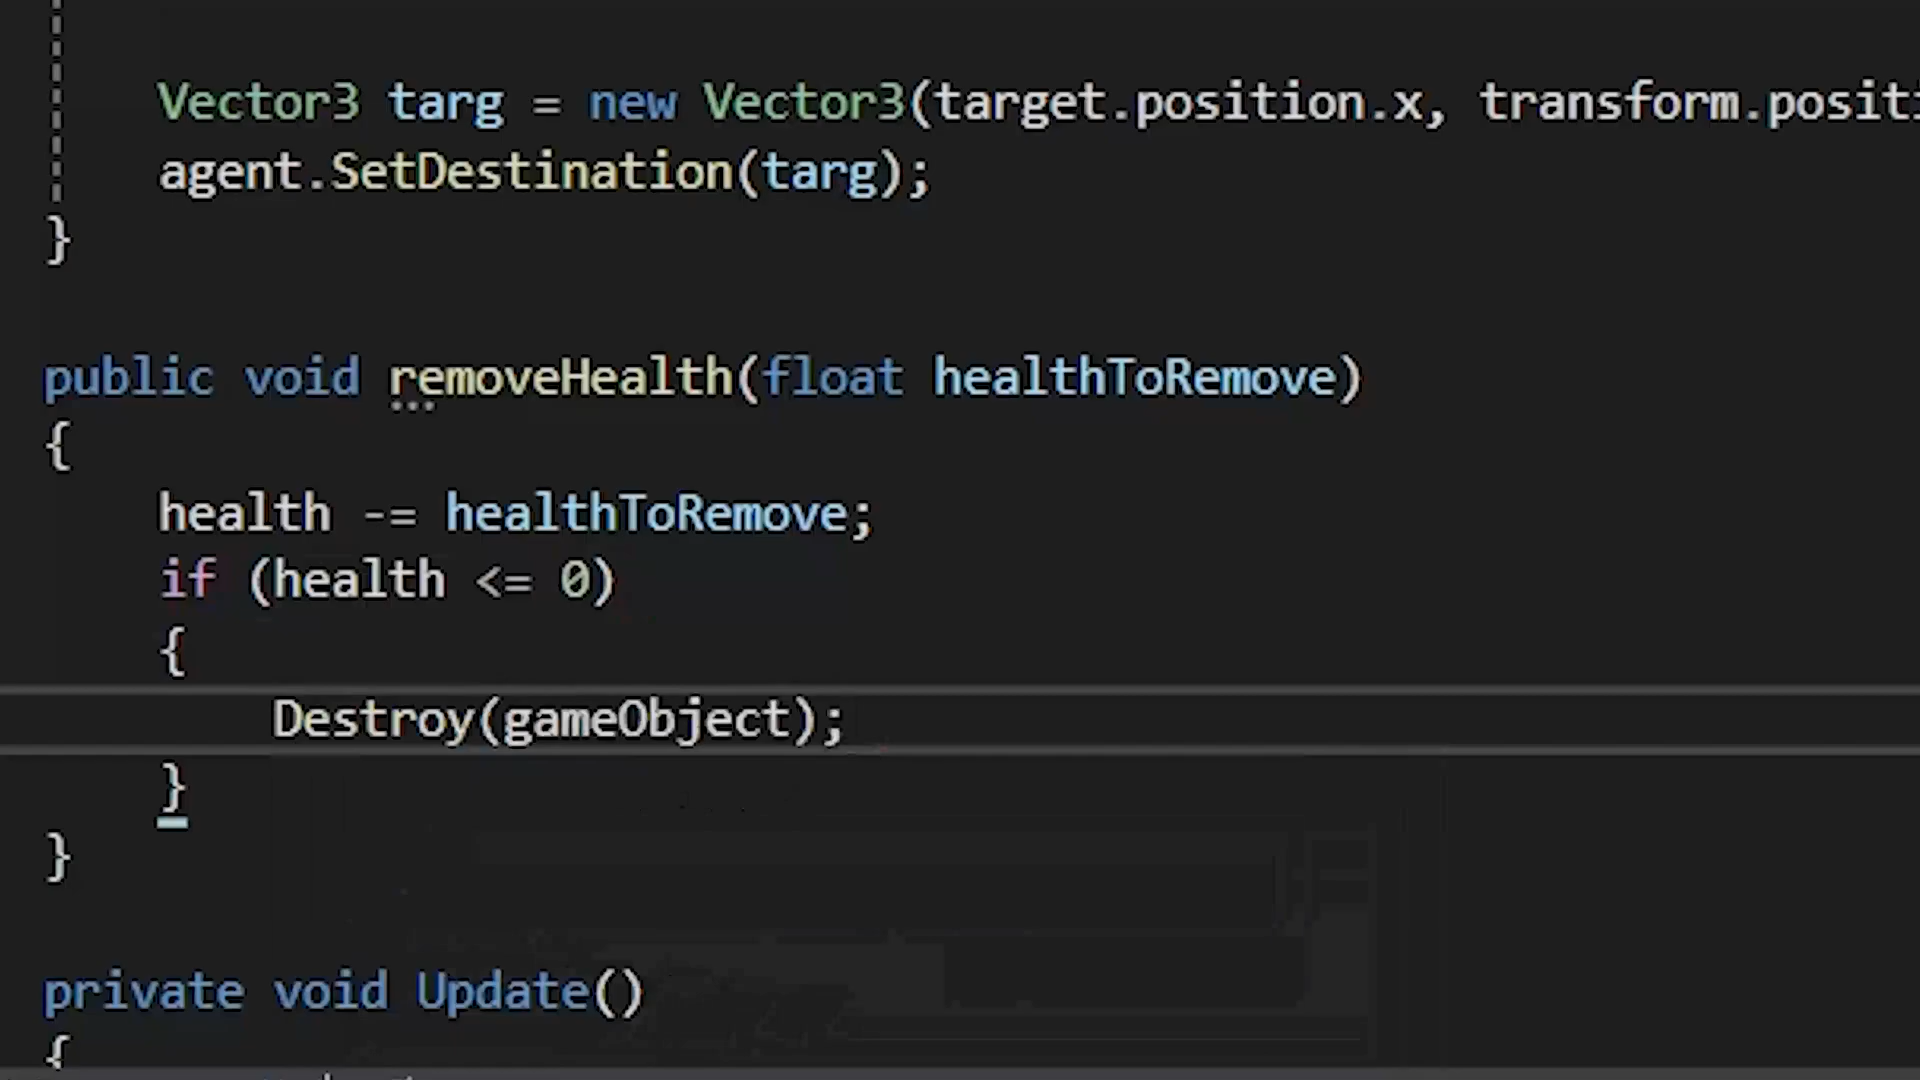 Vector3 targ = new Vector3(target.position.x, transform.positi
agent.SetDestination(targ);
}
public void removeHealth(float healthToRemove)
{
health -= healthToRemove;
if (health <= 0)
{
Destroy(gameObject);
}
}
private void Update()
{